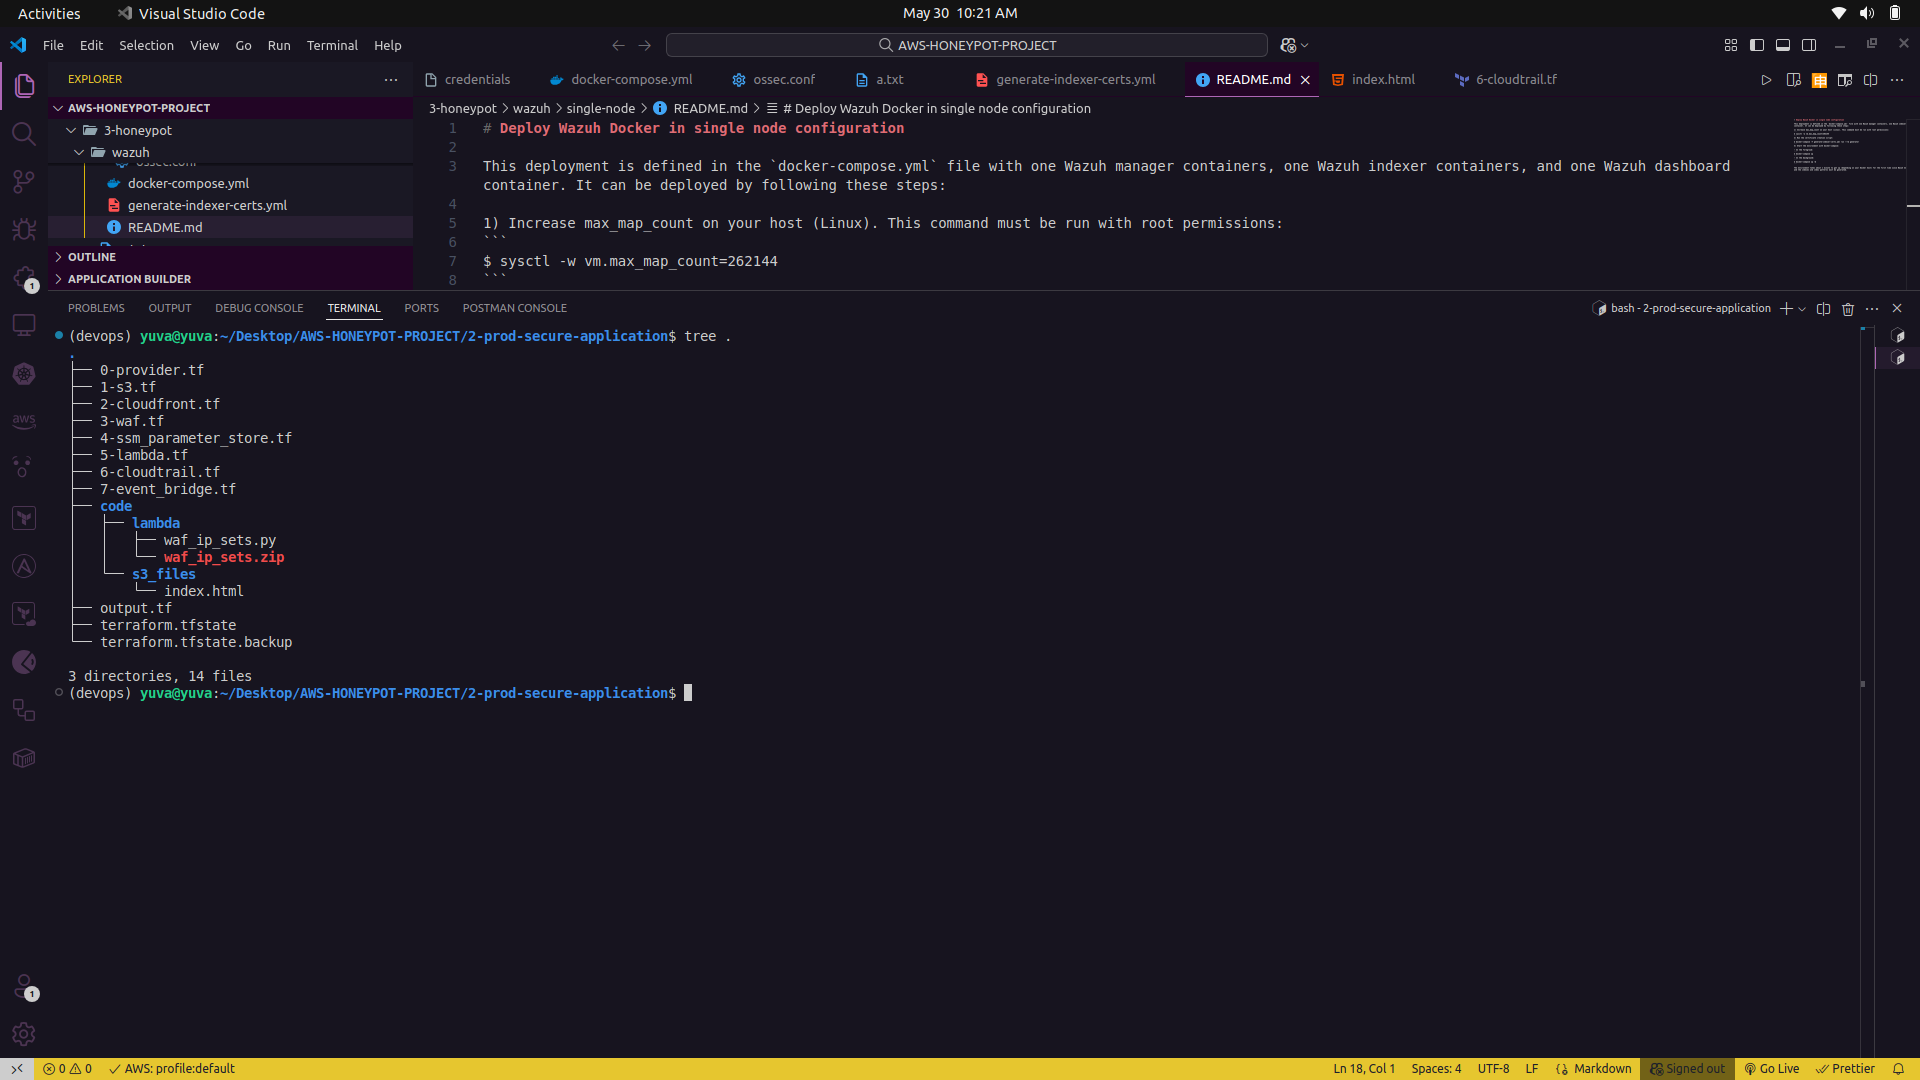 Activities Visual Studio Code May 30 10:21 AM
File Edit Selection View Go Run Terminal Help AWS-HONEYPOT-PROJECT
EXPLORER
credentials docker-compose.yml ossec.conf a.txt generate-indexer-certs.yml README.md index.html 6-cloudtrail.tf
AWS-HONEYPOT-PROJECT
3-honeypot
wazuh
docker-compose.yml
generate-indexer-certs.yml
README.md
OUTLINE
APPLICATION BUILDER
3-honeypot > wazuh > single-node > README.md > # Deploy Wazuh Docker in single node configuration
1 # Deploy Wazuh Docker in single node configuration
2
3 This deployment is defined in the `docker-compose.yml` file with one Wazuh manager containers, one Wazuh indexer containers, and one Wazuh dashboard
container. It can be deployed by following these steps:
4
5 1) Increase max_map_count on your host (Linux). This command must be run with root permissions:
6 ```
7 $ sysctl -w vm.max_map_count=262144
8 ```
PROBLEMS OUTPUT DEBUG CONSOLE TERMINAL PORTS POSTMAN CONSOLE
bash - 2-prod-secure-application
(devops) yuva@yuva:~/Desktop/AWS-HONEYPOT-PROJECT/2-prod-secure-application$ tree .
.
├── 0-provider.tf
├── 1-s3.tf
├── 2-cloudfront.tf
├── 3-waf.tf
├── 4-ssm_parameter_store.tf
├── 5-lambda.tf
├── 6-cloudtrail.tf
├── 7-event_bridge.tf
├── code
│   ├── lambda
│   │   ├── waf_ip_sets.py
│   │   └── waf_ip_sets.zip
│   └── s3_files
│       └── index.html
├── output.tf
├── terraform.tfstate
└── terraform.tfstate.backup
3 directories, 14 files
(devops) yuva@yuva:~/Desktop/AWS-HONEYPOT-PROJECT/2-prod-secure-application$
aws
1
1
0 0 AWS: profile:default Ln 18, Col 1 Spaces: 4 UTF-8 LF Markdown Signed out Go Live Prettier